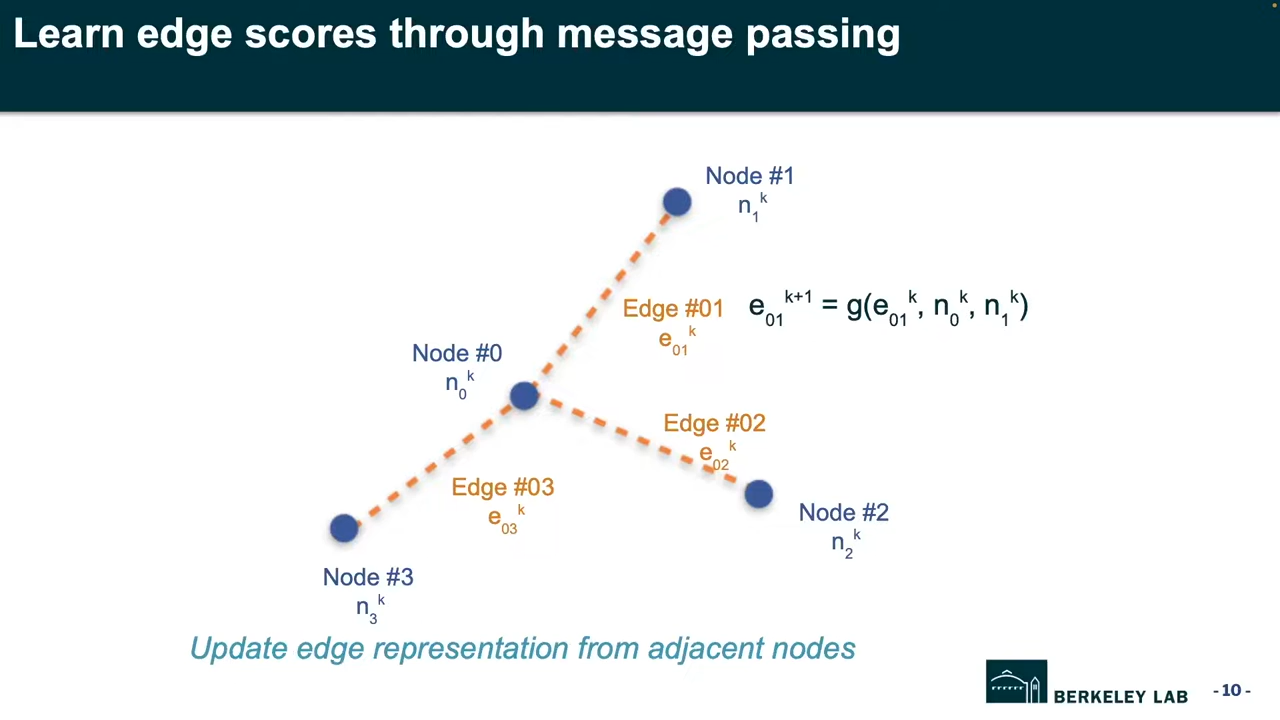 Learn edge scores through message passing
Node #1
n₁ᵏ
Edge #01
e₀₁ᵏ
e₀₁ᵏ⁺¹ = g(e₀₁ᵏ, n₀ᵏ, n₁ᵏ)
Node #0
n₀ᵏ
Edge #02
e₀₂ᵏ
Edge #03
e₀₃ᵏ
Node #2
n₂ᵏ
Node #3
n₃ᵏ
Update edge representation from adjacent nodes
BERKELEY LAB
- 10 -